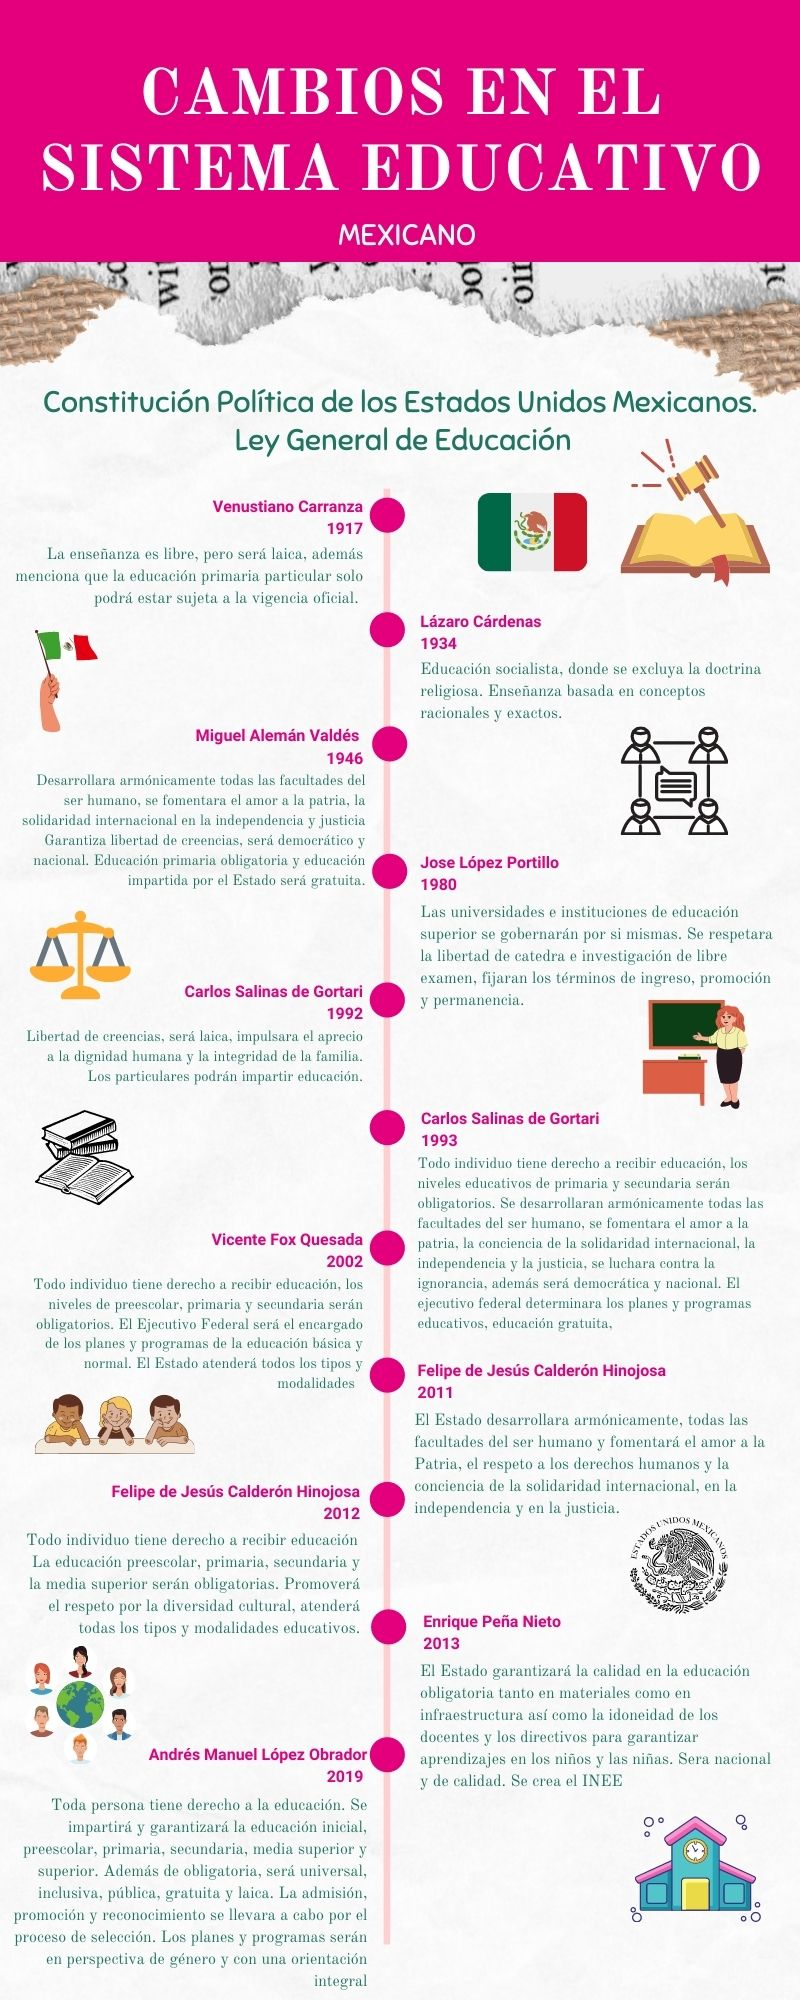 CAMBIOS EN EL
SISTEMA EDUCATIVO
MEXICANO
Constitución Política de los Estados Unidos Mexicanos.
Ley General de Educación
Venustiano Carranza
1917
La enseñanza es libre, pero será laica, además
menciona que la educación primaria particular solo
podrá estar sujeta a la vigencia oficial.
Lázaro Cárdenas
1934
Educación socialista, donde se excluya la doctrina
religiosa. Enseñanza basada en conceptos
racionales y exactos.
Miguel Alemán Valdés
1946
Desarrollara armónicamente todas las facultades del
ser humano, se fomentara el amor a la patria, la
solidaridad internacional en la independencia y justicia
Garantiza libertad de creencias, será democrático y
nacional. Educación primaria obligatoria y educación
impartida por el Estado será gratuita.
Jose López Portillo
1980
Las universidades e instituciones de educación
superior se gobernarán por si mismas. Se respetara
la libertad de catedra e investigación de libre
examen, fijaran los términos de ingreso, promoción
y permanencia.
Carlos Salinas de Gortari
1992
Libertad de creencias, será laica, impulsara el aprecio
a la dignidad humana y la integridad de la familia.
Los particulares podrán impartir educación.
Carlos Salinas de Gortari
1993
Todo individuo tiene derecho a recibir educación, los
niveles educativos de primaria y secundaria serán
obligatorios. Se desarrollaran armónicamente todas las
facultades del ser humano, se fomentara el amor a la
patria, la conciencia de la solidaridad internacional, la
independencia y la justicia, se luchara contra la
ignorancia, además será democrática y nacional. El
ejecutivo federal determinara los planes y programas
educativos, educación gratuita,
Vicente Fox Quesada
2002
Todo individuo tiene derecho a recibir educación, los
niveles de preescolar, primaria y secundaria serán
obligatorios. El Ejecutivo Federal será el encargado
de los planes y programas de la educación básica y
normal. El Estado atenderá todos los tipos y
modalidades
Felipe de Jesús Calderón Hinojosa
2011
El Estado desarrollara armónicamente, todas las
facultades del ser humano y fomentará el amor a la
Patria, el respeto a los derechos humanos y la
conciencia de la solidaridad internacional, en la
independencia y en la justicia.
Felipe de Jesús Calderón Hinojosa
2012
Todo individuo tiene derecho a recibir educación
La educación preescolar, primaria, secundaria y
la media superior serán obligatorias. Promoverá
el respeto por la diversidad cultural, atenderá
todas los tipos y modalidades educativos.
ESTADOS UNIDOS MEXICANOS
Enrique Peña Nieto
2013
El Estado garantizará la calidad en la educación
obligatoria tanto en materiales como en
infraestructura así como la idoneidad de los
docentes y los directivos para garantizar
aprendizajes en los niños y las niñas. Sera nacional
y de calidad. Se crea el INEE
Andrés Manuel López Obrador
2019
Toda persona tiene derecho a la educación. Se
impartirá y garantizará la educación inicial,
preescolar, primaria, secundaria, media superior y
superior. Además de obligatoria, será universal,
inclusiva, pública, gratuita y laica. La admisión,
promoción y reconocimiento se llevara a cabo por el
proceso de selección. Los planes y programas serán
en perspectiva de género y con una orientación
integral